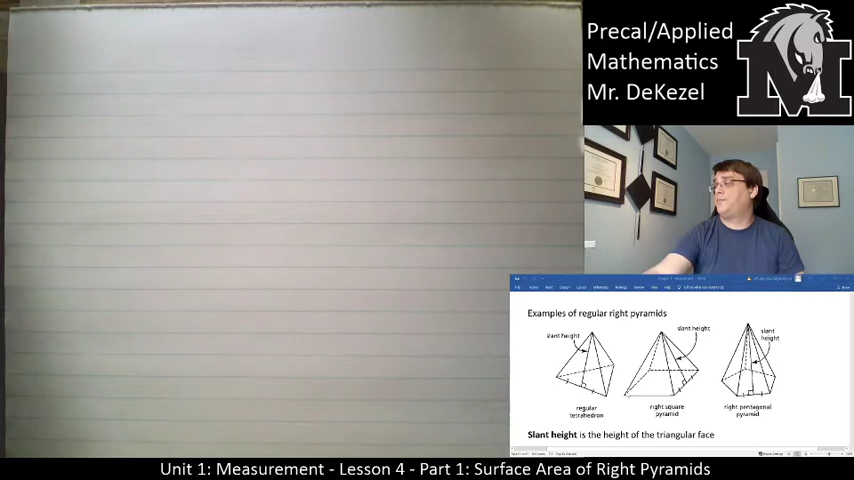 Precal/Applied
Mathematics
Mr. DeKezel
M
Examples of regular right pyramids
slant height
slant height
slant
height
regular
tetrahedron
right square
pyramid
right pentagonal
pyramid
Slant height is the height of the triangular face
Unit 1: Measurement - Lesson 4 - Part 1: Surface Area of Right Pyramids